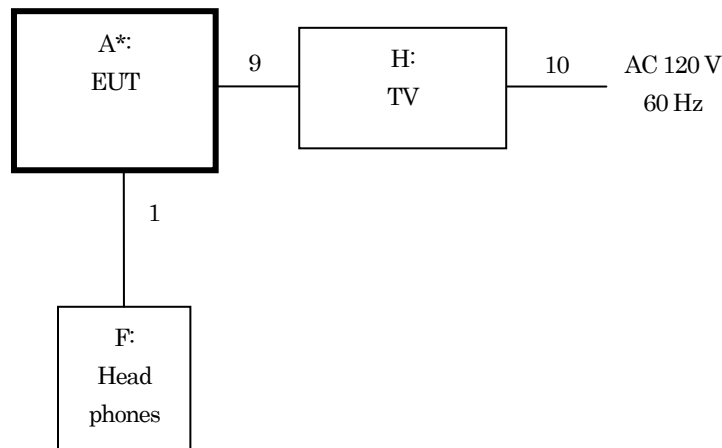 A*:
EUT
9
H:
TV
10
AC 120 V
60 Hz
1
F:
Head
phones